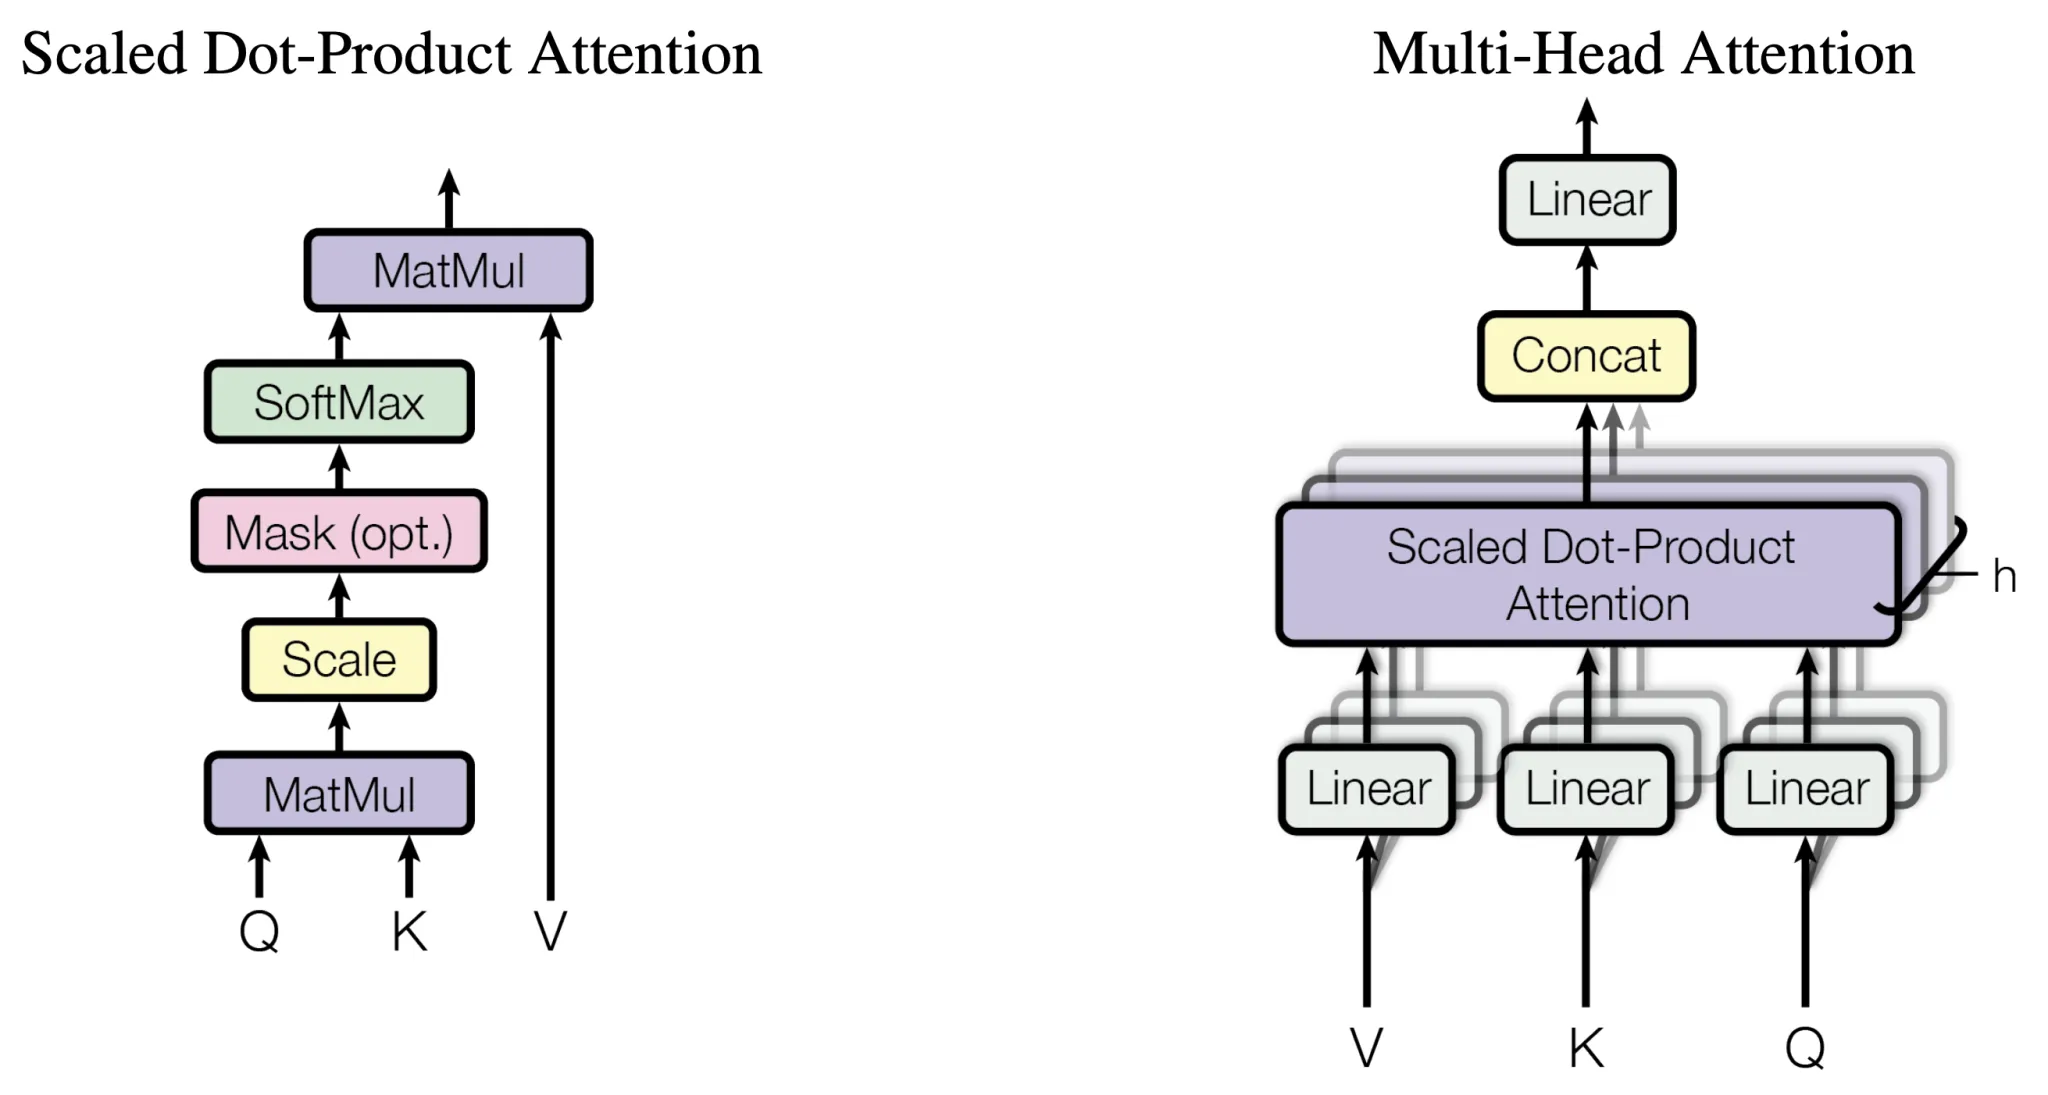 Scaled Dot-Product Attention
MatMul
SoftMax
Mask (opt.)
Scale
MatMul
Q K V
Multi-Head Attention
Linear
Concat
Scaled Dot-Product
Attention
h
Linear Linear Linear
V K Q